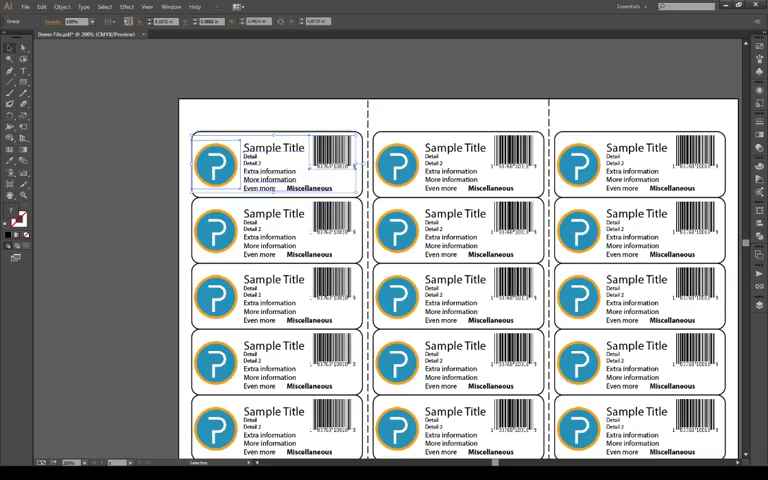 Ai File Edit Object Type Select Effect View Window Help Essentials
Group Opacity: 100%
Demo File.pdf* @ 200% (CMYK/Preview)
Sample Title Sample Title Sample Title
Detail Detail Detail
Detail 2 Detail 2 Detail 2
Extra information Extra information Extra information
More information More information More information
Even more Miscellaneous Even more Miscellaneous Even more Miscellaneous
Sample Title Sample Title Sample Title
Detail Detail Detail
Detail 2 Detail 2 Detail 2
Extra information Extra information Extra information
More information More information More information
Even more Miscellaneous Even more Miscellaneous Even more Miscellaneous
Sample Title Sample Title Sample Title
Detail Detail Detail
Detail 2 Detail 2 Detail 2
Extra information Extra information Extra information
More information More information More information
Even more Miscellaneous Even more Miscellaneous Even more Miscellaneous
Sample Title Sample Title Sample Title
Detail Detail Detail
Detail 2 Detail 2 Detail 2
Extra information Extra information Extra information
More information More information More information
Even more Miscellaneous Even more Miscellaneous Even more Miscellaneous
Sample Title Sample Title Sample Title
Detail Detail Detail
Detail 2 Detail 2 Detail 2
Extra information Extra information Extra information
More information More information More information
Even more Miscellaneous Even more Miscellaneous Even more Miscellaneous
200% 1 Selection